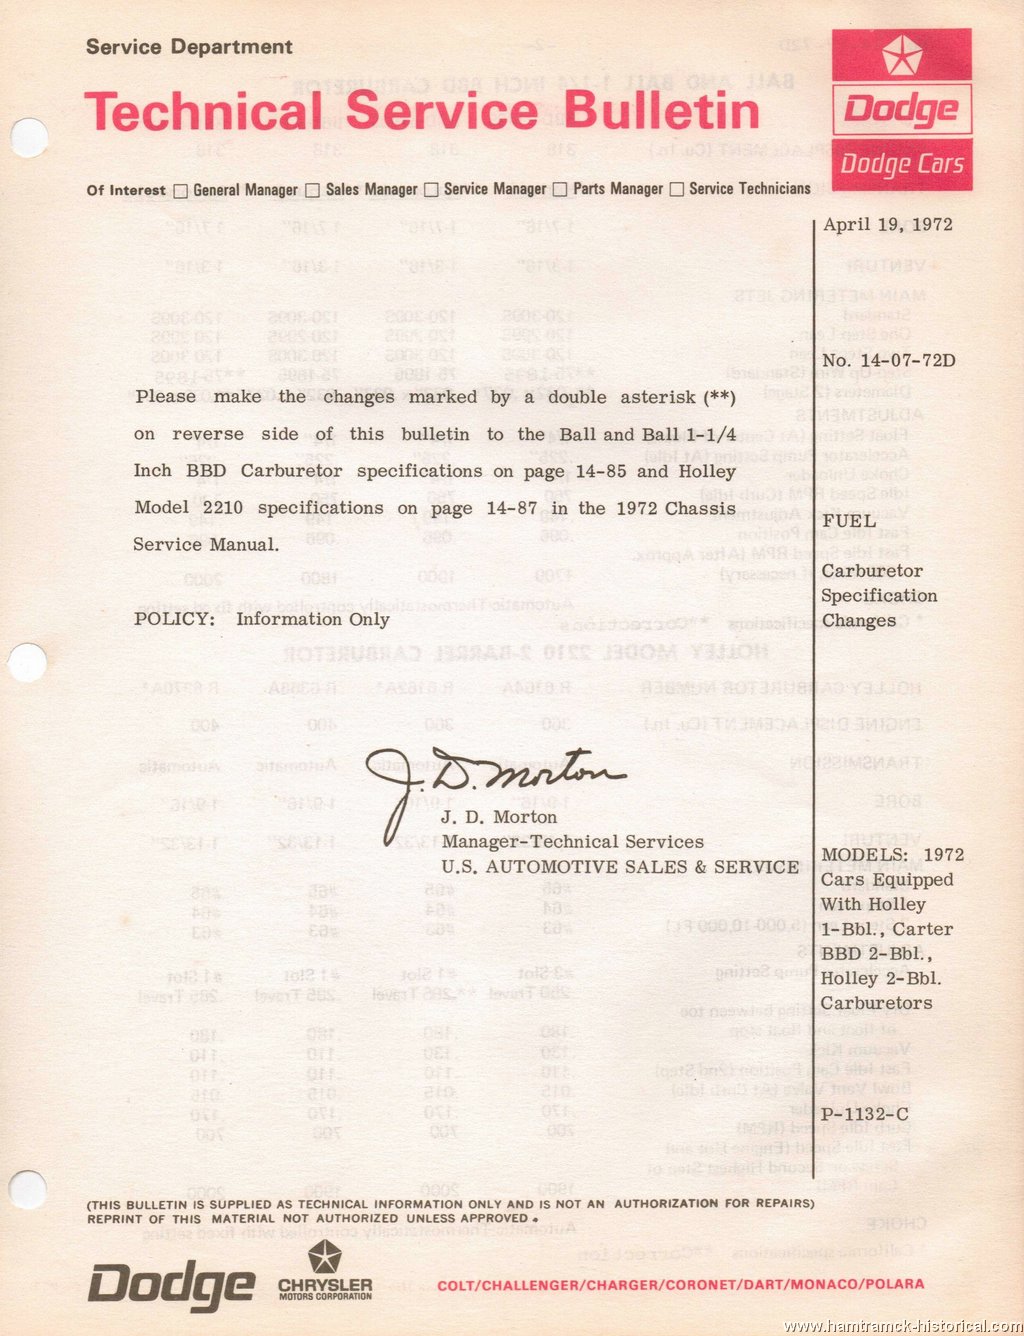 Service Department
Technical Service Bulletin
Dodge
Dodge Cars
Of Interest □ General Manager □ Sales Manager □ Service Manager □ Parts Manager □ Service Technicians
April 19, 1972
No. 14-07-72D
Please make the changes marked by a double asterisk (**)
on reverse side of this bulletin to the Ball and Ball 1-1/4
Inch BBD Carburetor specifications on page 14-85 and Holley
Model 2210 specifications on page 14-87 in the 1972 Chassis
Service Manual.
POLICY: Information Only
FUEL
Carburetor
Specification
Changes
J. D. Morton
J. D. Morton
Manager-Technical Services
U.S. AUTOMOTIVE SALES & SERVICE
MODELS: 1972
Cars Equipped
With Holley
1-Bbl., Carter
BBD 2-Bbl.,
Holley 2-Bbl.
Carburetors
P-1132-C
(THIS BULLETIN IS SUPPLIED AS TECHNICAL INFORMATION ONLY AND IS NOT AN AUTHORIZATION FOR REPAIRS)
REPRINT OF THIS MATERIAL NOT AUTHORIZED UNLESS APPROVED.
Dodge
CHRYSLER
MOTORS CORPORATION
COLT/CHALLENGER/CHARGER/CORONET/DART/MONACO/POLARA
www.hamtramck-historical.com